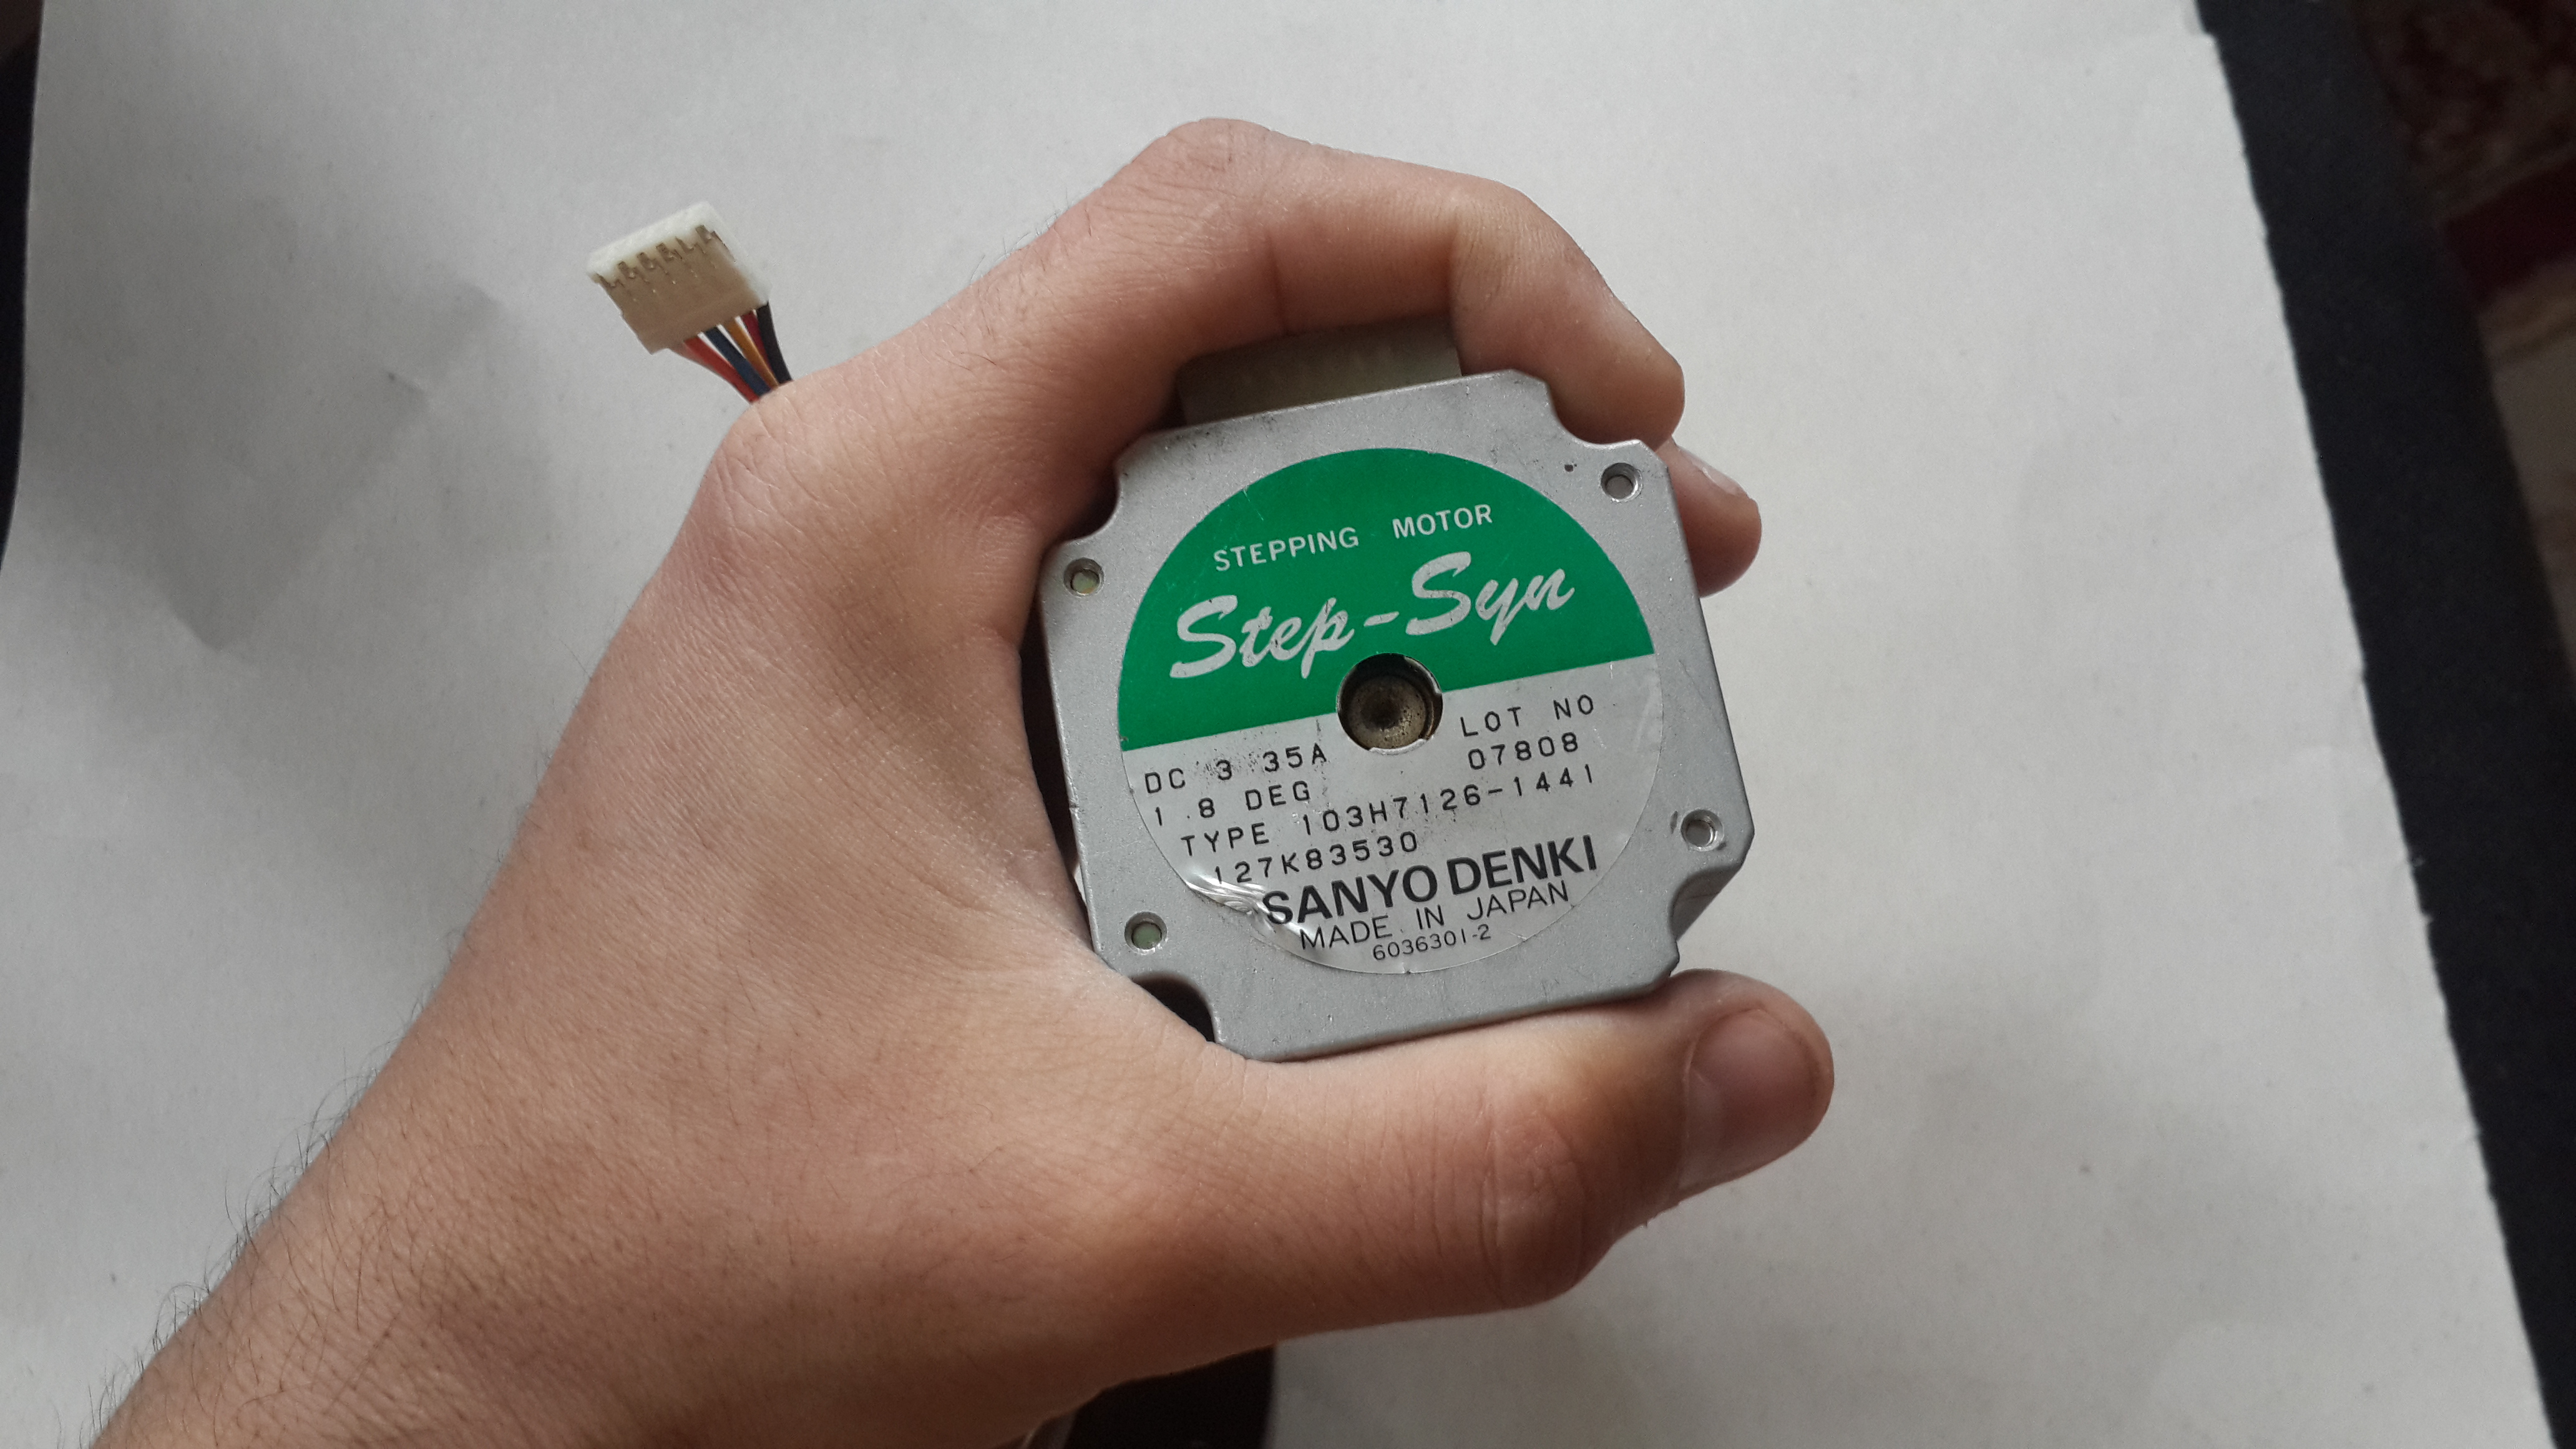 STEPPING MOTOR
Step-Syn
DC 3.35A
1.8 DEG
LOT NO
07808
TYPE 103H7126-1441
127K83530
SANYO DENKI
MADE IN JAPAN
6036301-2